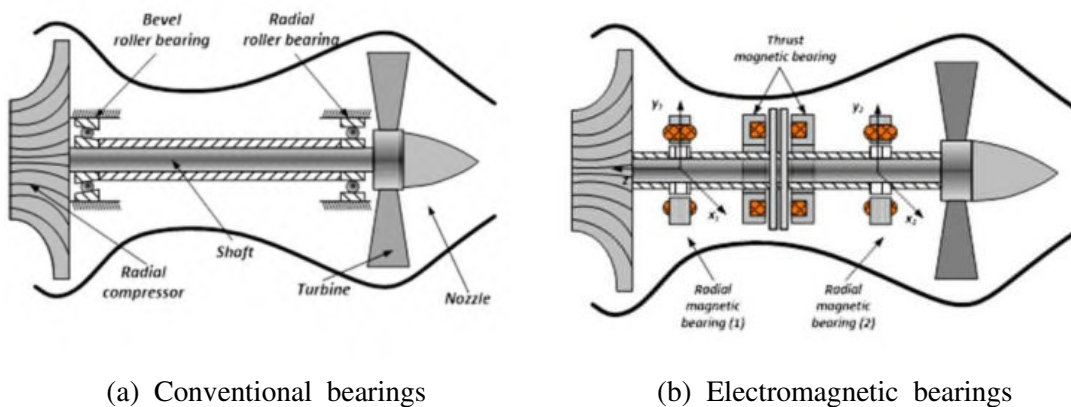 Bevel
roller bearing
Radial
roller bearing
Shaft
Radial
compressor
Turbine
Nozzle
(a) Conventional bearings
Thrust
magnetic bearing
y₁
y₂
z
x₁
x₂
Radial
magnetic
bearing (1)
Radial
magnetic
bearing (2)
(b) Electromagnetic bearings